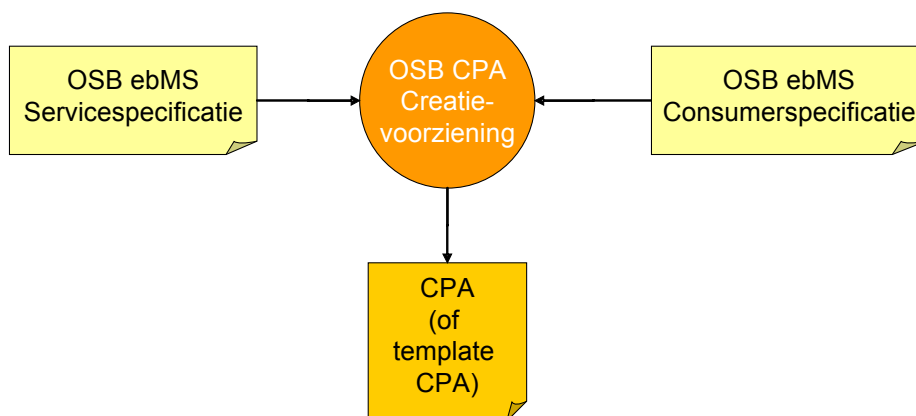 OSB ebMS
Servicespecificatie
OSB CPA
Creatie-
voorziening
OSB ebMS
Consumerspecificatie
CPA
(of
template
CPA)